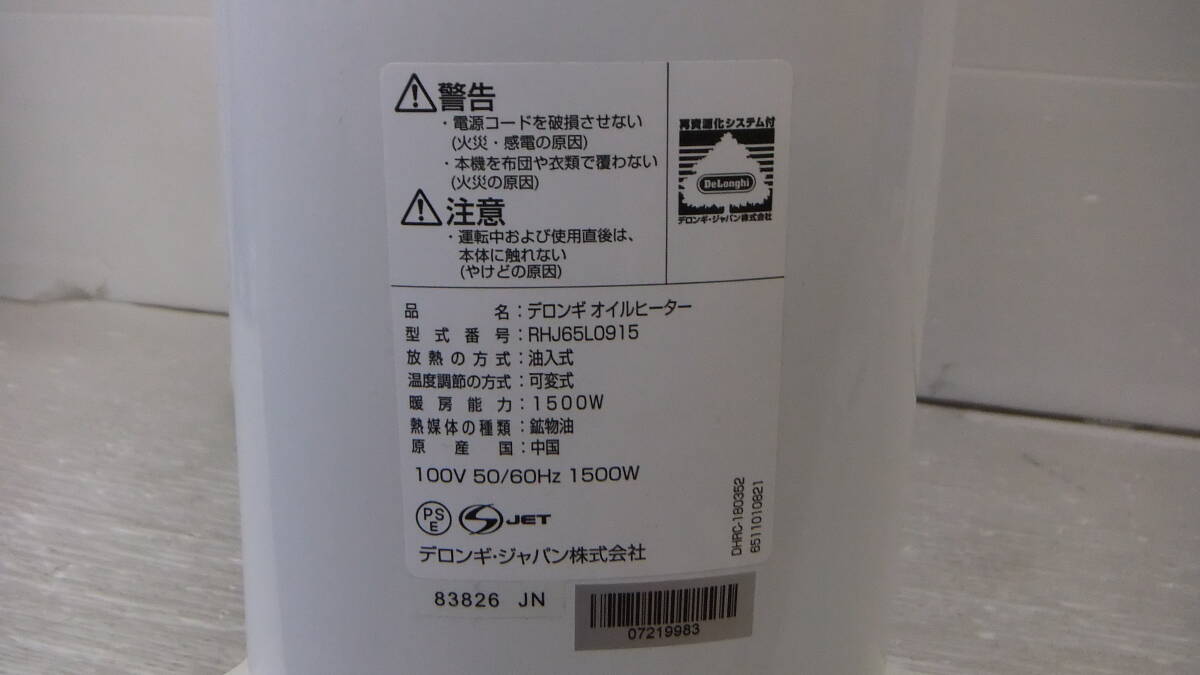 警告
・電源コードを破損させない
(火災・感電の原因)
・本機を布団や衣類で覆わない
(火災の原因)
注意
・運転中および使用直後は、
本体に触れない
(やけどの原因)
再資源化システム付
DeLonghi
デロンギ・ジャパン株式会社
品名：デロンギ オイルヒーター
型式番号：RHJ65L0915
放熱の方式：油入式
温度調節の方式：可変式
暖房能力：1500W
熱媒体の種類：鉱物油
原産国：中国
100V 50/60Hz 1500W
PS
E
S JET
デロンギ・ジャパン株式会社
DHRC-180352
6511010821
83826 JN
07219983